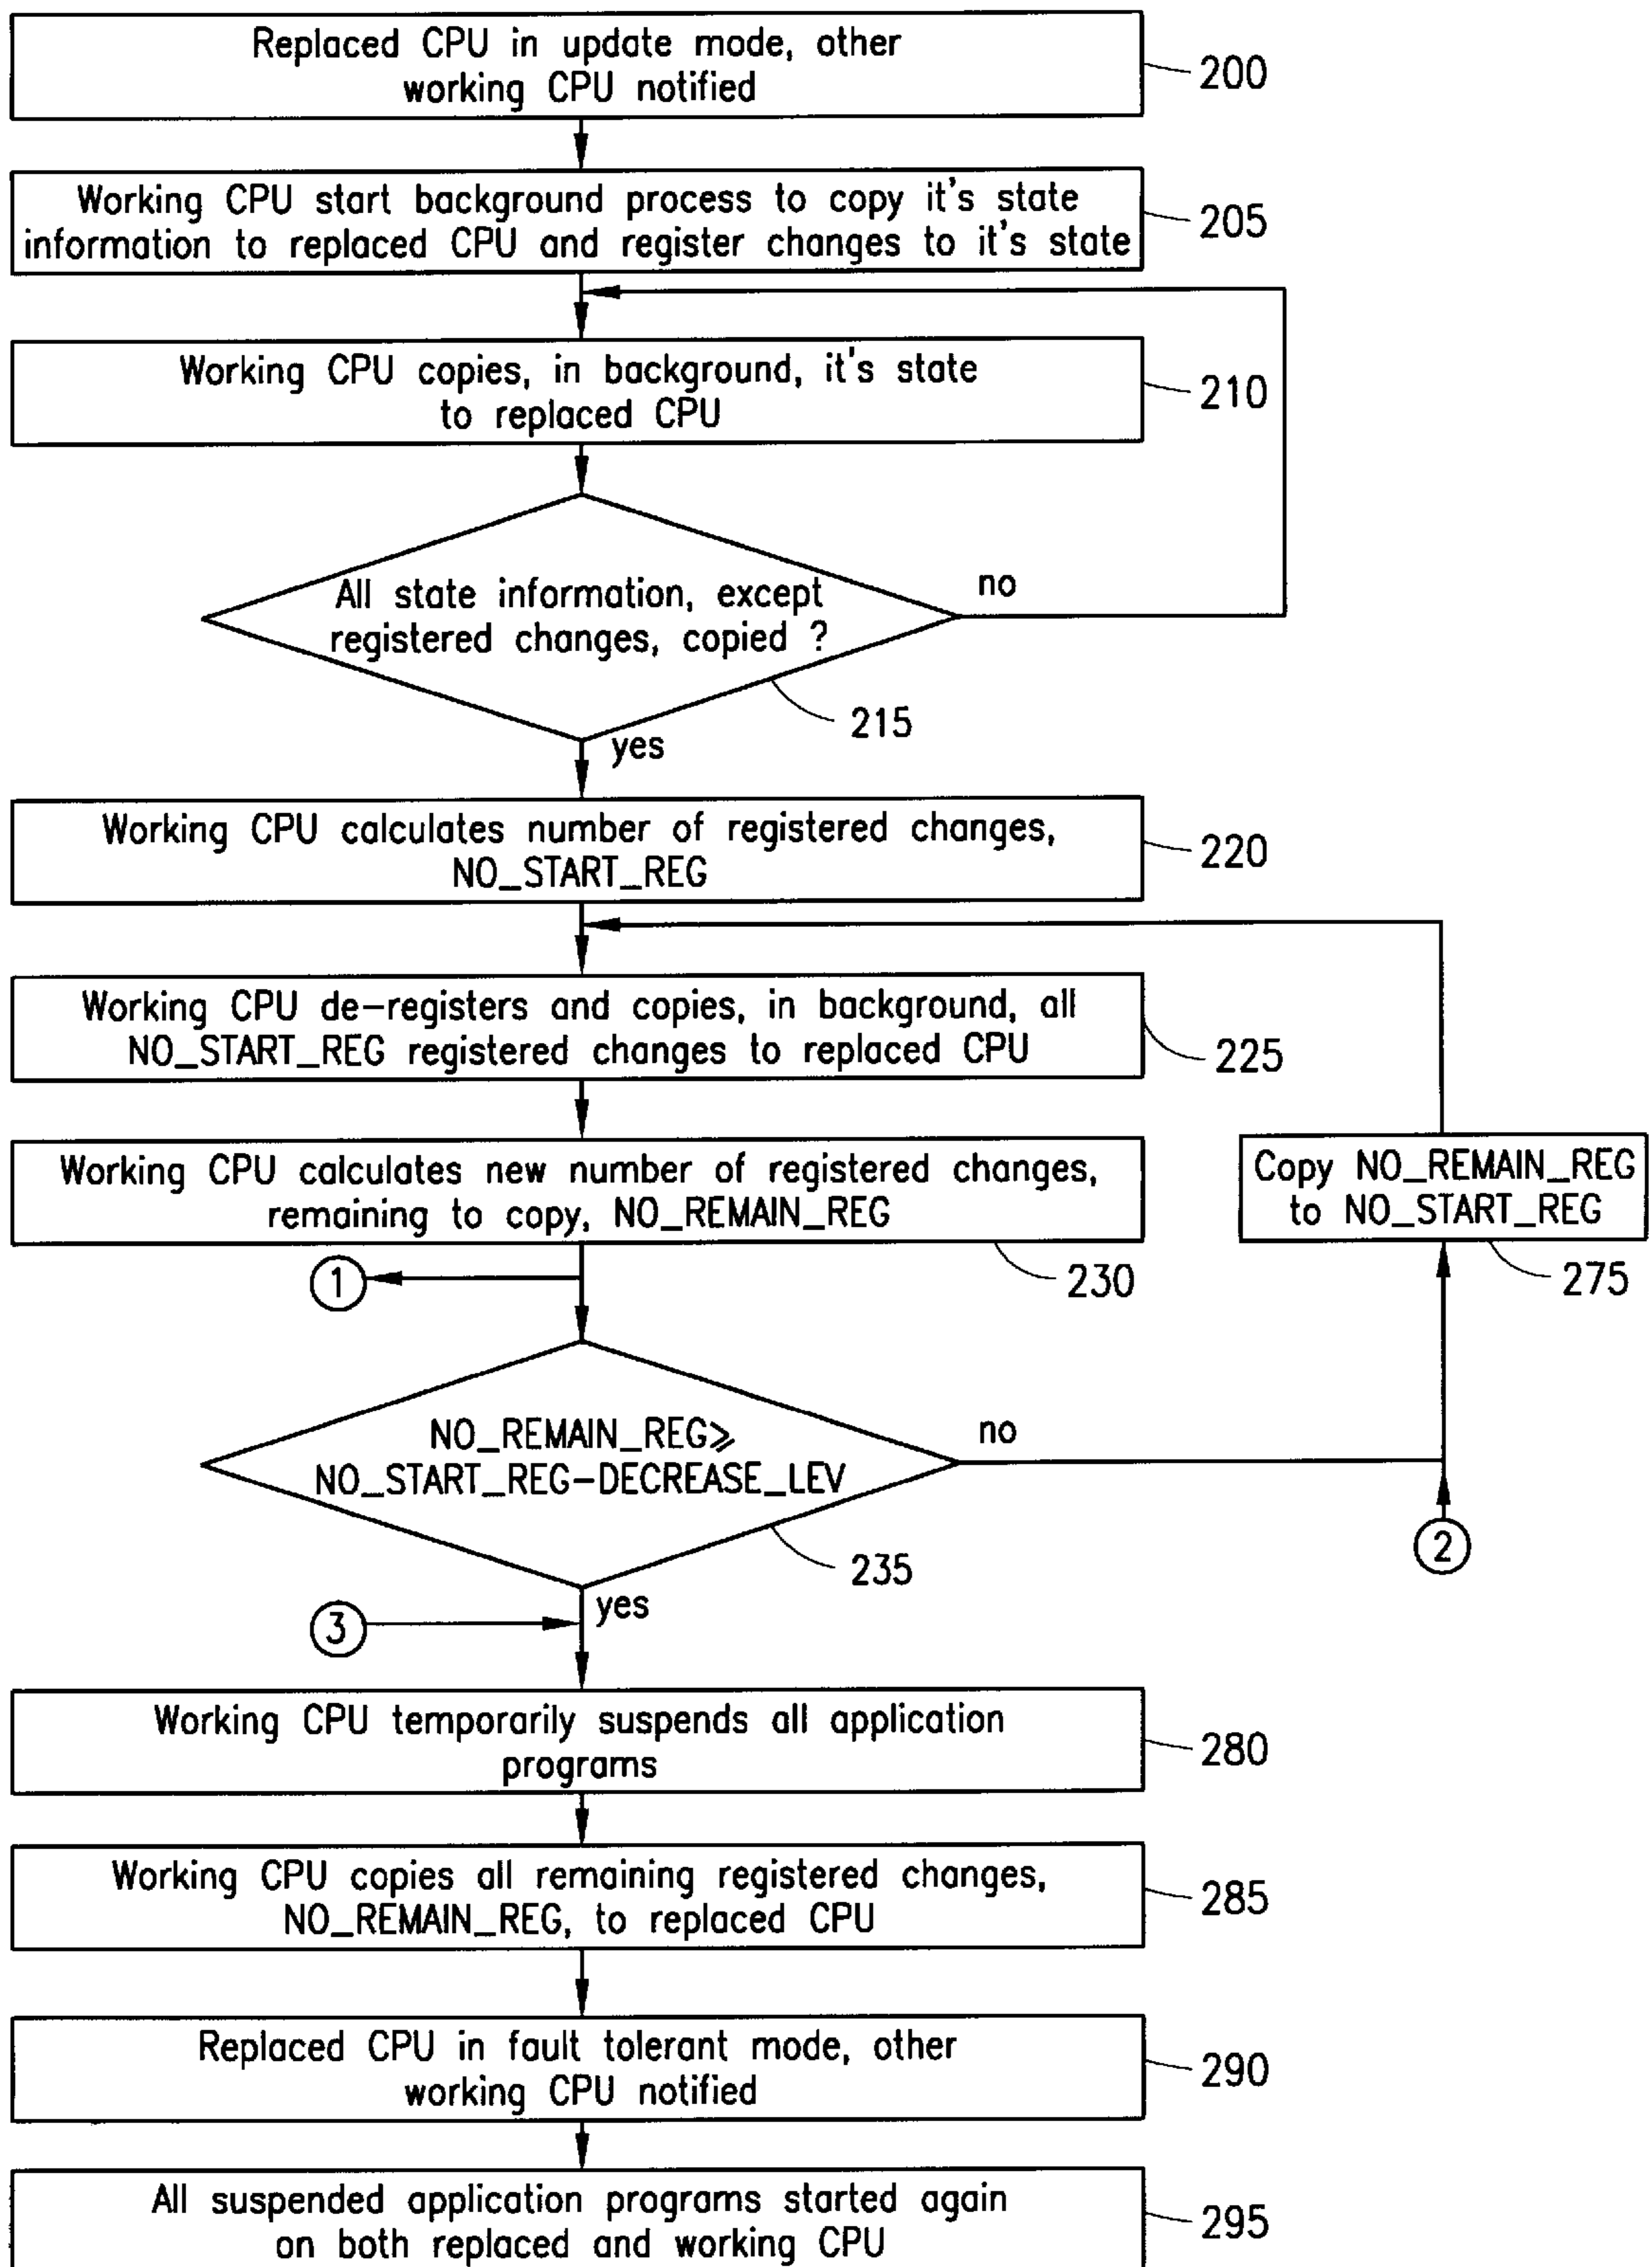 Replaced CPU in update mode, other
working CPU notified
200
Working CPU start background process to copy it's state
information to replaced CPU and register changes to it's state
205
Working CPU copies, in background, it's state
to replaced CPU
210
All state information, except
registered changes, copied ?
no
215
yes
Working CPU calculates number of registered changes,
NO_START_REG
220
Working CPU de-registers and copies, in background, all
NO_START_REG registered changes to replaced CPU
225
Working CPU calculates new number of registered changes,
remaining to copy, NO_REMAIN_REG
230
Copy NO_REMAIN_REG
to NO_START_REG
275
1
NO_REMAIN_REG⩾
NO_START_REG-DECREASE_LEV
no
235
2
yes
3
Working CPU temporarily suspends all application
programs
280
Working CPU copies all remaining registered changes,
NO_REMAIN_REG, to replaced CPU
285
Replaced CPU in fault tolerant mode, other
working CPU notified
290
All suspended application programs started again
on both replaced and working CPU
295